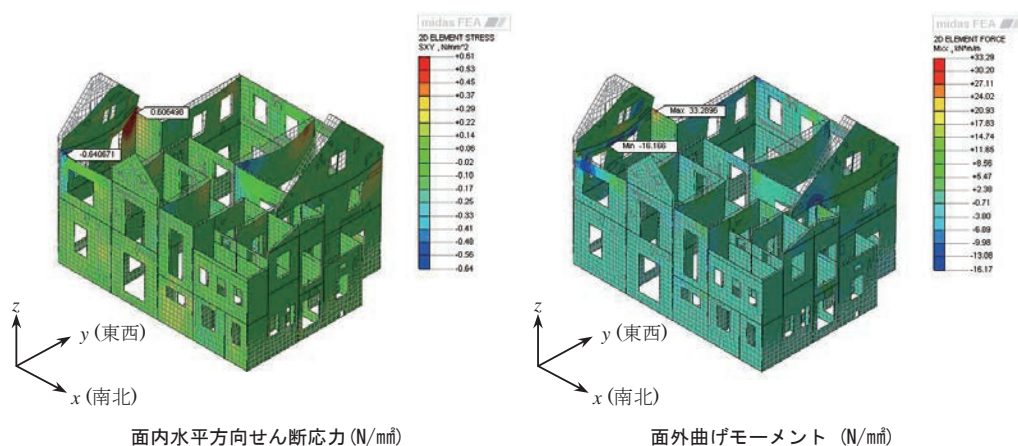 midas FEA
2D ELEMENT STRESS
SXY , N/mm^2
+0.61
+0.53
+0.45
+0.37
+0.29
+0.22
+0.14
+0.06
-0.02
-0.10
-0.17
-0.25
-0.33
-0.41
-0.48
-0.56
-0.64
0.606498
-0.640671
z
y (東西)
x (南北)
面内水平方向せん断応力(N/㎟)
midas FEA
2D ELEMENT FORCE
Mxx , kN*m/m
+33.29
+30.20
+27.11
+24.02
+20.93
+17.83
+14.74
+11.65
+8.56
+5.47
+2.38
-0.71
-3.80
-6.89
-9.98
-13.08
-16.17
Max 33.2896
Min -16.166
z
y (東西)
x (南北)
面外曲げモーメント (N/㎟)